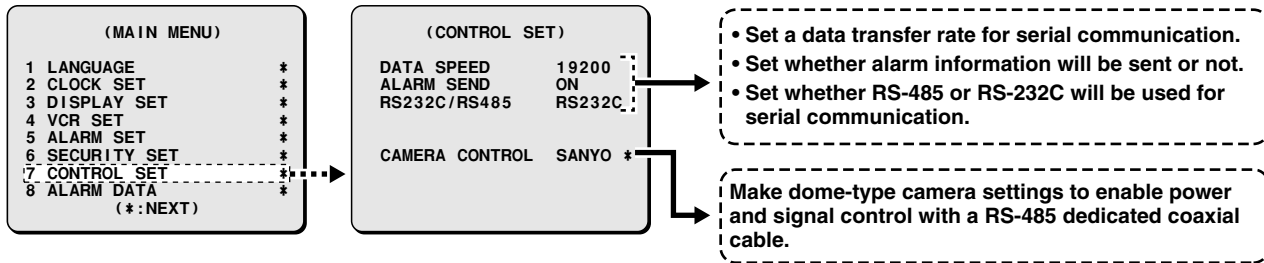 (MAIN MENU)
1 LANGUAGE *
2 CLOCK SET *
3 DISPLAY SET *
4 VCR SET *
5 ALARM SET *
6 SECURITY SET *
7 CONTROL SET *
8 ALARM DATA *
(*:NEXT)
(CONTROL SET)
DATA SPEED 19200
ALARM SEND ON
RS232C/RS485 RS232C
CAMERA CONTROL SANYO *
• Set a data transfer rate for serial communication.
• Set whether alarm information will be sent or not.
• Set whether RS-485 or RS-232C will be used for
serial communication.
Make dome-type camera settings to enable power
and signal control with a RS-485 dedicated coaxial
cable.